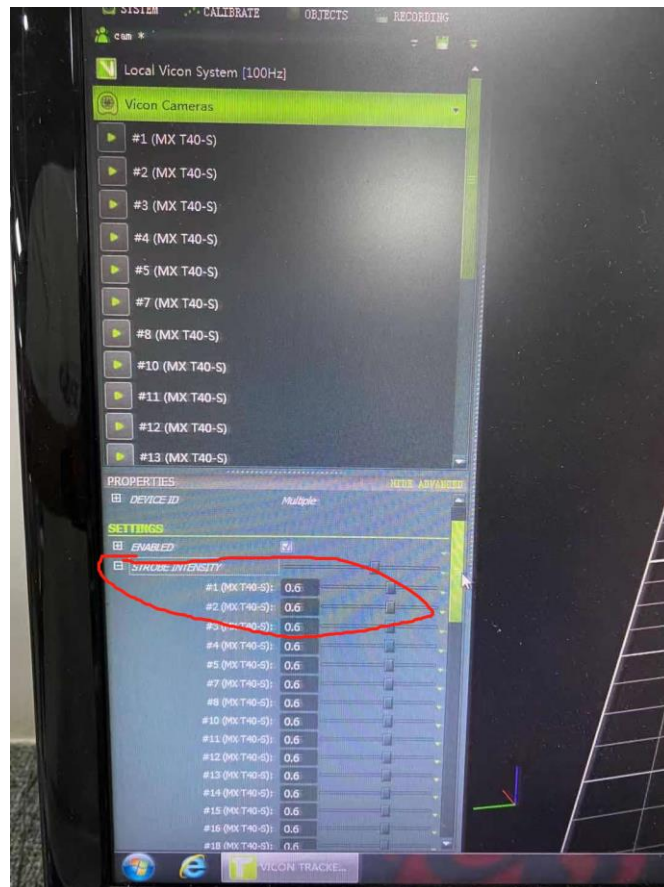 SYSTEM CALIBRATE OBJECTS RECORDING
cam *
Local Vicon System [100Hz]
Vicon Cameras
#1 (MX T40-S)
#2 (MX T40-S)
#3 (MX T40-S)
#4 (MX T40-S)
#5 (MX T40-S)
#7 (MX T40-S)
#8 (MX T40-S)
#10 (MX T40-S)
#11 (MX T40-S)
#12 (MX T40-S)
#13 (MX T40-S)
PROPERTIES HIDE ADVANCED
DEVICE ID Multiple
SETTINGS
ENABLED
STROBE INTENSITY
#1 (MX T40-S): 0.6
#2 (MX T40-S): 0.6
#3 (MX T40-S): 0.6
#4 (MX T40-S): 0.6
#5 (MX T40-S): 0.6
#7 (MX T40-S): 0.6
#8 (MX T40-S): 0.6
#10 (MX T40-S): 0.6
#11 (MX T40-S): 0.6
#12 (MX T40-S): 0.6
#13 (MX T40-S): 0.6
#14 (MX T40-S): 0.6
#15 (MX T40-S): 0.6
#16 (MX T40-S): 0.6
#18 (MX T40-S): 0.6
VICON TRACKE...